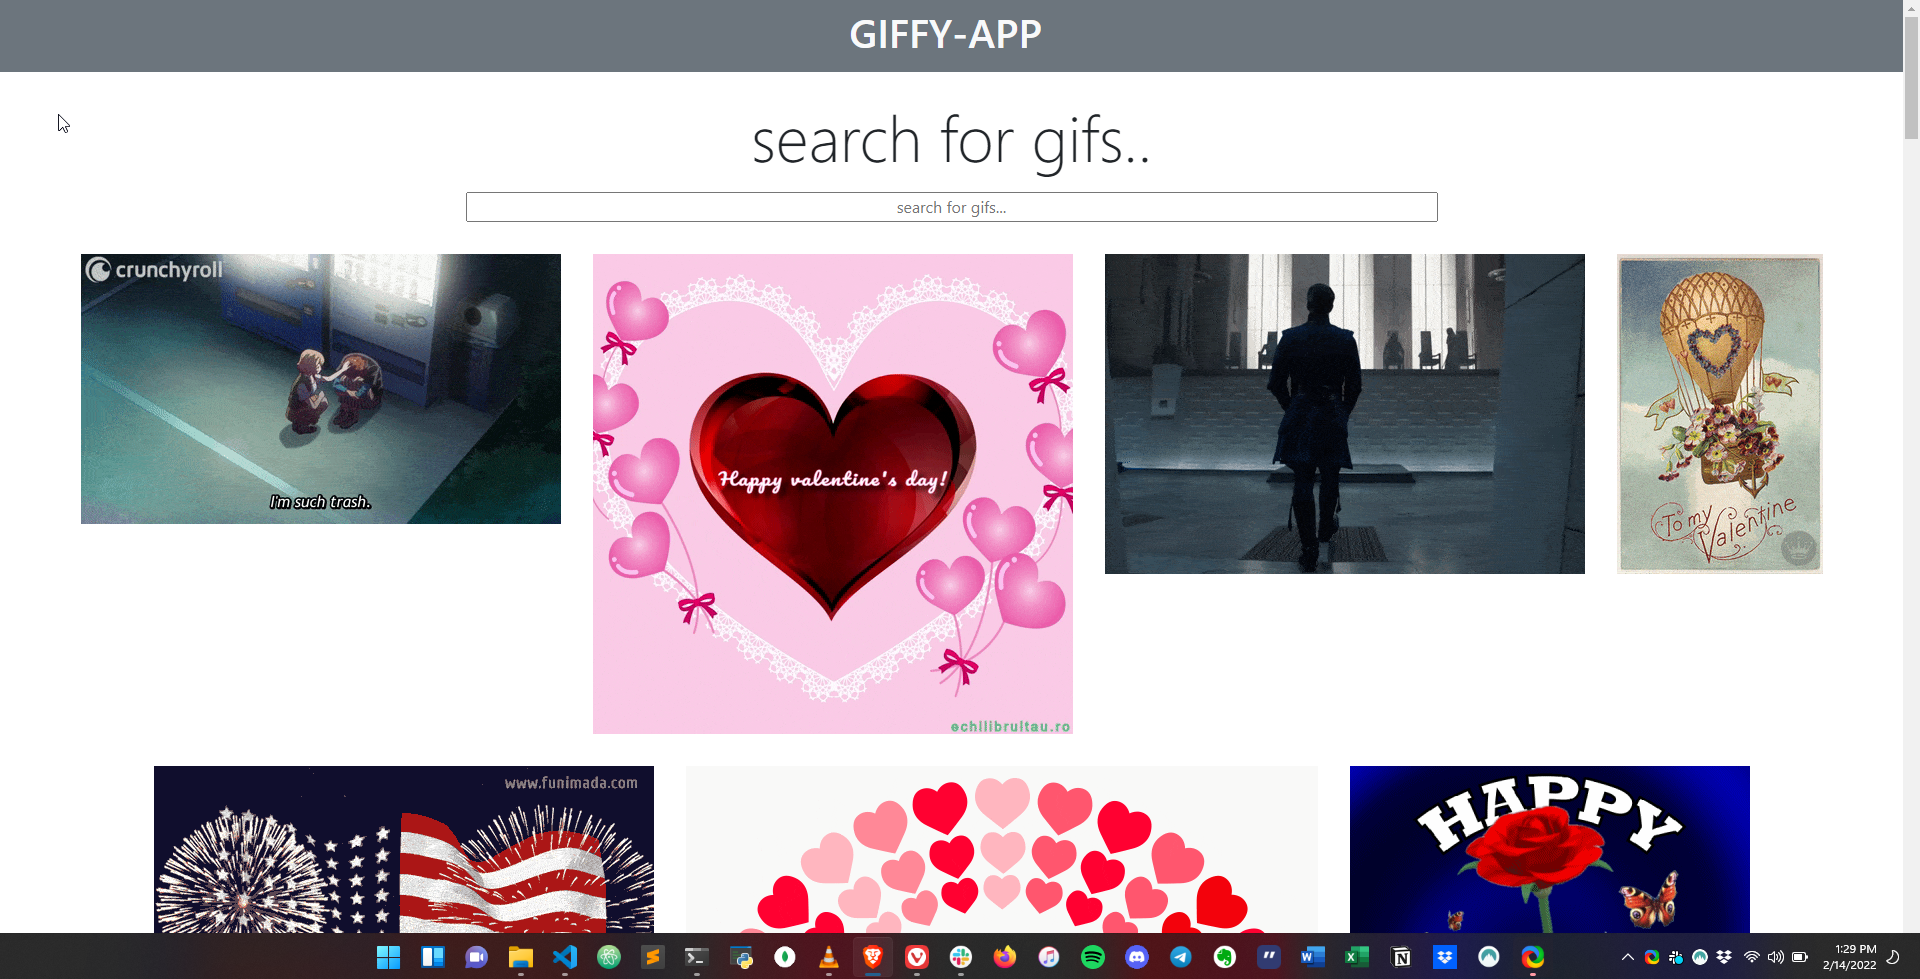 GIFFY-APP
search for gifs..
search for gifs...
crunchyroll
I'm such trash.
Happy valentine's day!
echilibrultau.ro
To my
Valentine
www.funimada.com
HAPPY
1:29 PM
2/14/2022